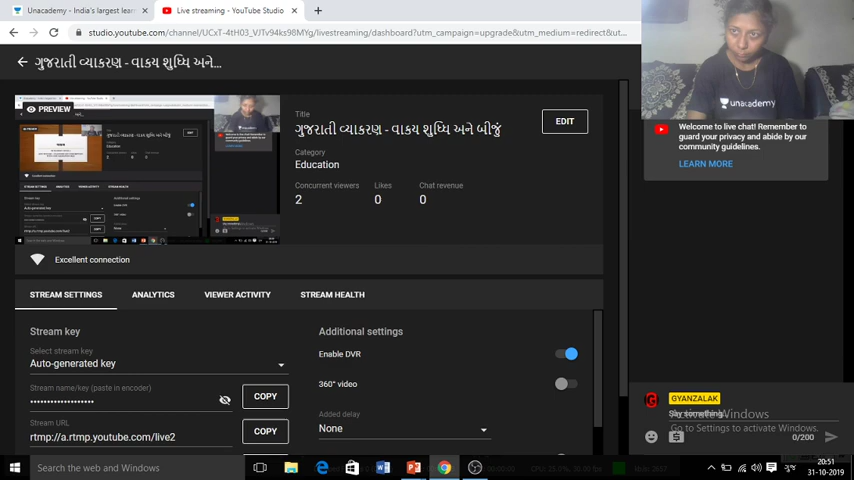 Unacademy - India's largest lear
Live streaming - YouTube Studio
studio.youtube.com/channel/UCxT-4tH03_VJTv94ks98MYg/livestreaming/dashboard?utm_campaign=upgrade&utm_medium=redirect&u...
ગુજરાતી વ્યાકરણ - વાક્ય શુધ્ધિ અને...
PREVIEW
Title
ગુજરાતી વ્યાકરણ - વાક્ય શુધ્ધિ અને બીજું
EDIT
Category
Education
Concurrent viewers
Likes
Chat revenue
2
0
0
Excellent connection
STREAM SETTINGS
ANALYTICS
VIEWER ACTIVITY
STREAM HEALTH
Stream key
Select stream key
Auto-generated key
Stream name/key (paste in encoder)
COPY
Stream URL
rtmp://a.rtmp.youtube.com/live2
COPY
Additional settings
Enable DVR
360° video
Added delay
None
unacademy
Welcome to live chat! Remember to
guard your privacy and abide by our
community guidelines.
LEARN MORE
GYANZALAK
Say something...
Activate Windows
Go to Settings to activate Windows.
0/200
Search the web and Windows
20:51
31-10-2019